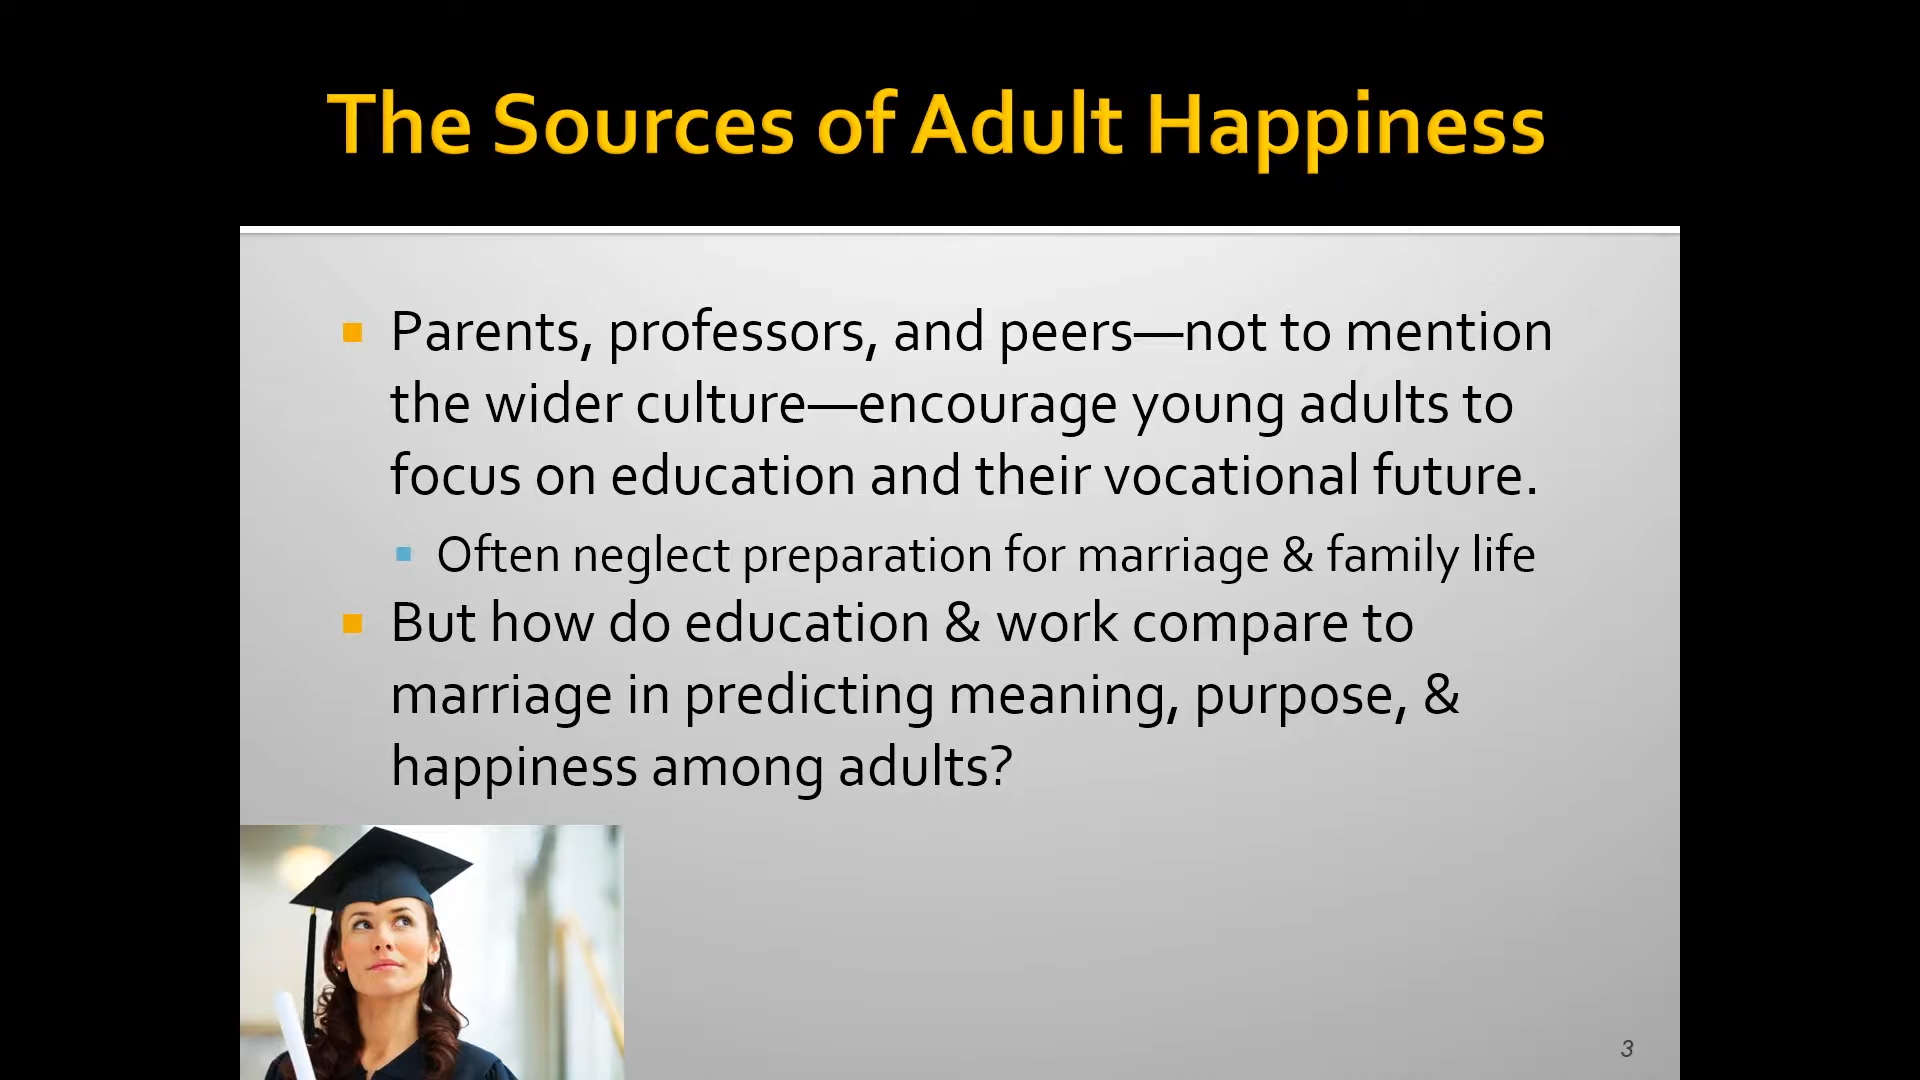 The Sources of Adult Happiness
Parents, professors, and peers—not to mention
the wider culture—encourage young adults to
focus on education and their vocational future.
Often neglect preparation for marriage & family life
But how do education & work compare to
marriage in predicting meaning, purpose, &
happiness among adults?
3